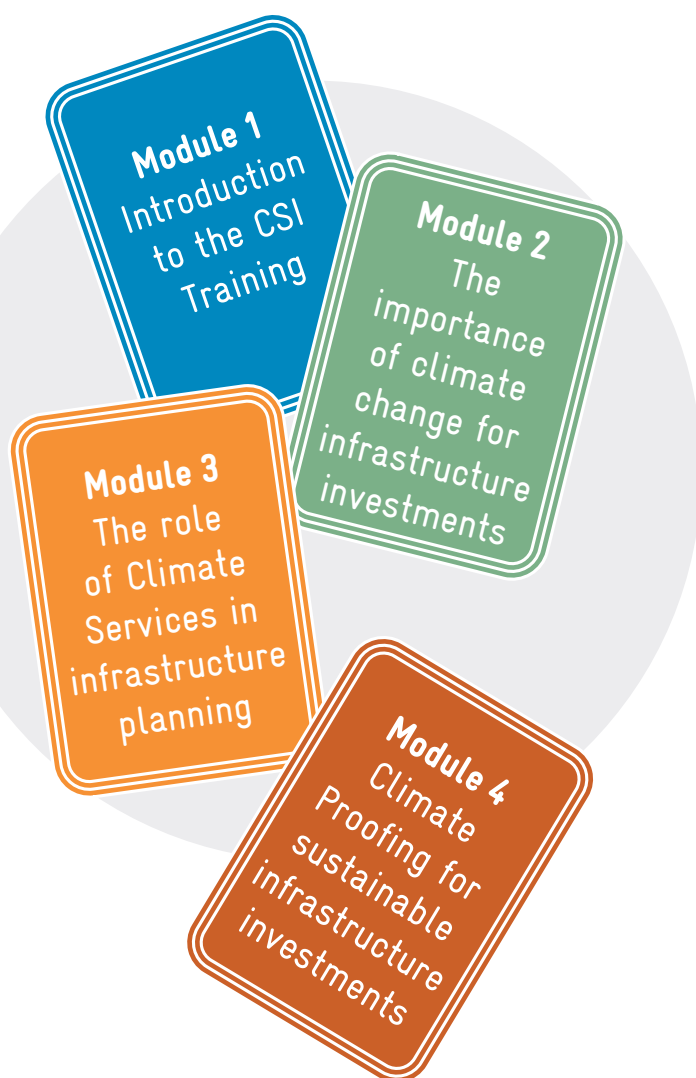 Module 1
Introduction
to the CSI
Training
Module 2
The
importance
of climate
change for
infrastructure
investments
Module 3
The role
of Climate
Services in
infrastructure
planning
Module 4
Climate
Proofing for
sustainable
infrastructure
investments